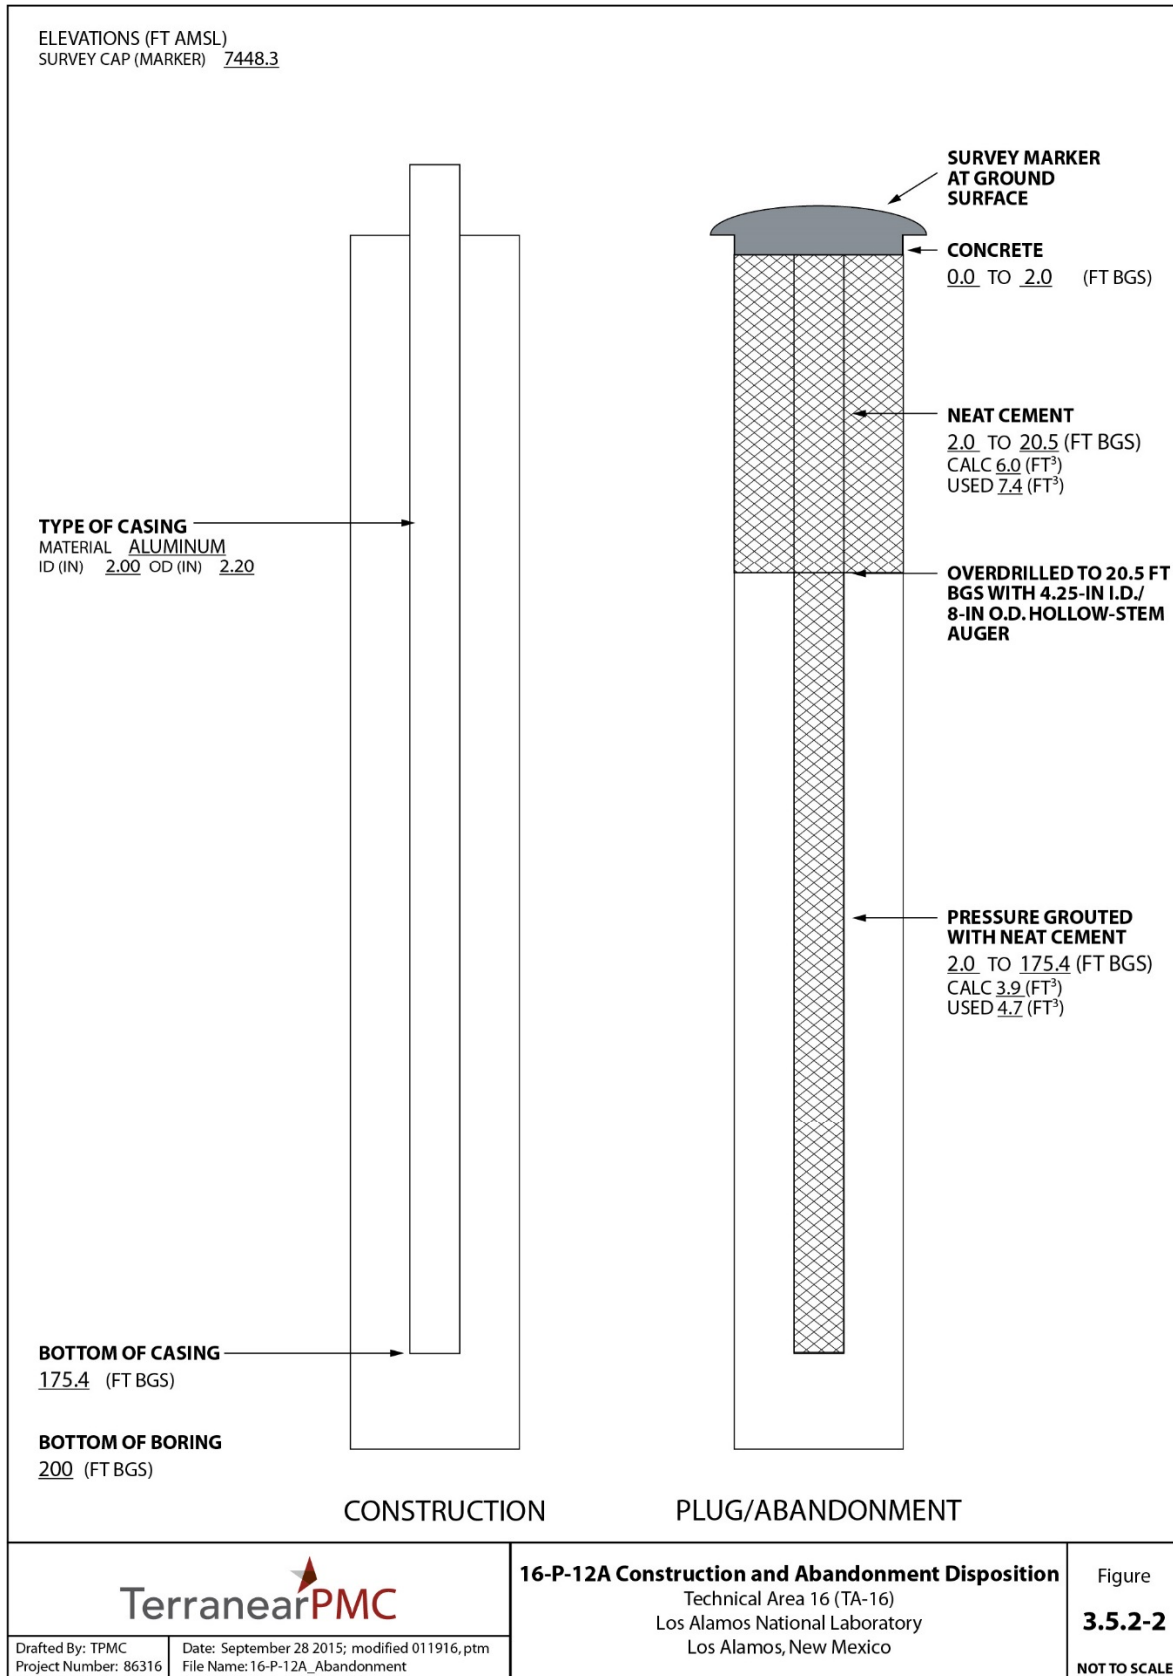 ELEVATIONS (FT AMSL)
SURVEY CAP (MARKER) 7448.3
SURVEY MARKER
AT GROUND
SURFACE
CONCRETE
0.0 TO 2.0 (FT BGS)
NEAT CEMENT
2.0 TO 20.5 (FT BGS)
CALC 6.0 (FT³)
USED 7.4 (FT³)
TYPE OF CASING
MATERIAL ALUMINUM
ID (IN) 2.00 OD (IN) 2.20
OVERDRILLED TO 20.5 FT
BGS WITH 4.25-IN I.D./
8-IN O.D. HOLLOW-STEM
AUGER
PRESSURE GROUTED
WITH NEAT CEMENT
2.0 TO 175.4 (FT BGS)
CALC 3.9 (FT³)
USED 4.7 (FT³)
BOTTOM OF CASING
175.4 (FT BGS)
BOTTOM OF BORING
200 (FT BGS)
CONSTRUCTION
PLUG/ABANDONMENT
TerranearPMC
Drafted By: TPMC
Project Number: 86316
Date: September 28 2015; modified 011916, ptm
File Name: 16-P-12A_Abandonment
16-P-12A Construction and Abandonment Disposition
Technical Area 16 (TA-16)
Los Alamos National Laboratory
Los Alamos, New Mexico
Figure
3.5.2-2
NOT TO SCALE